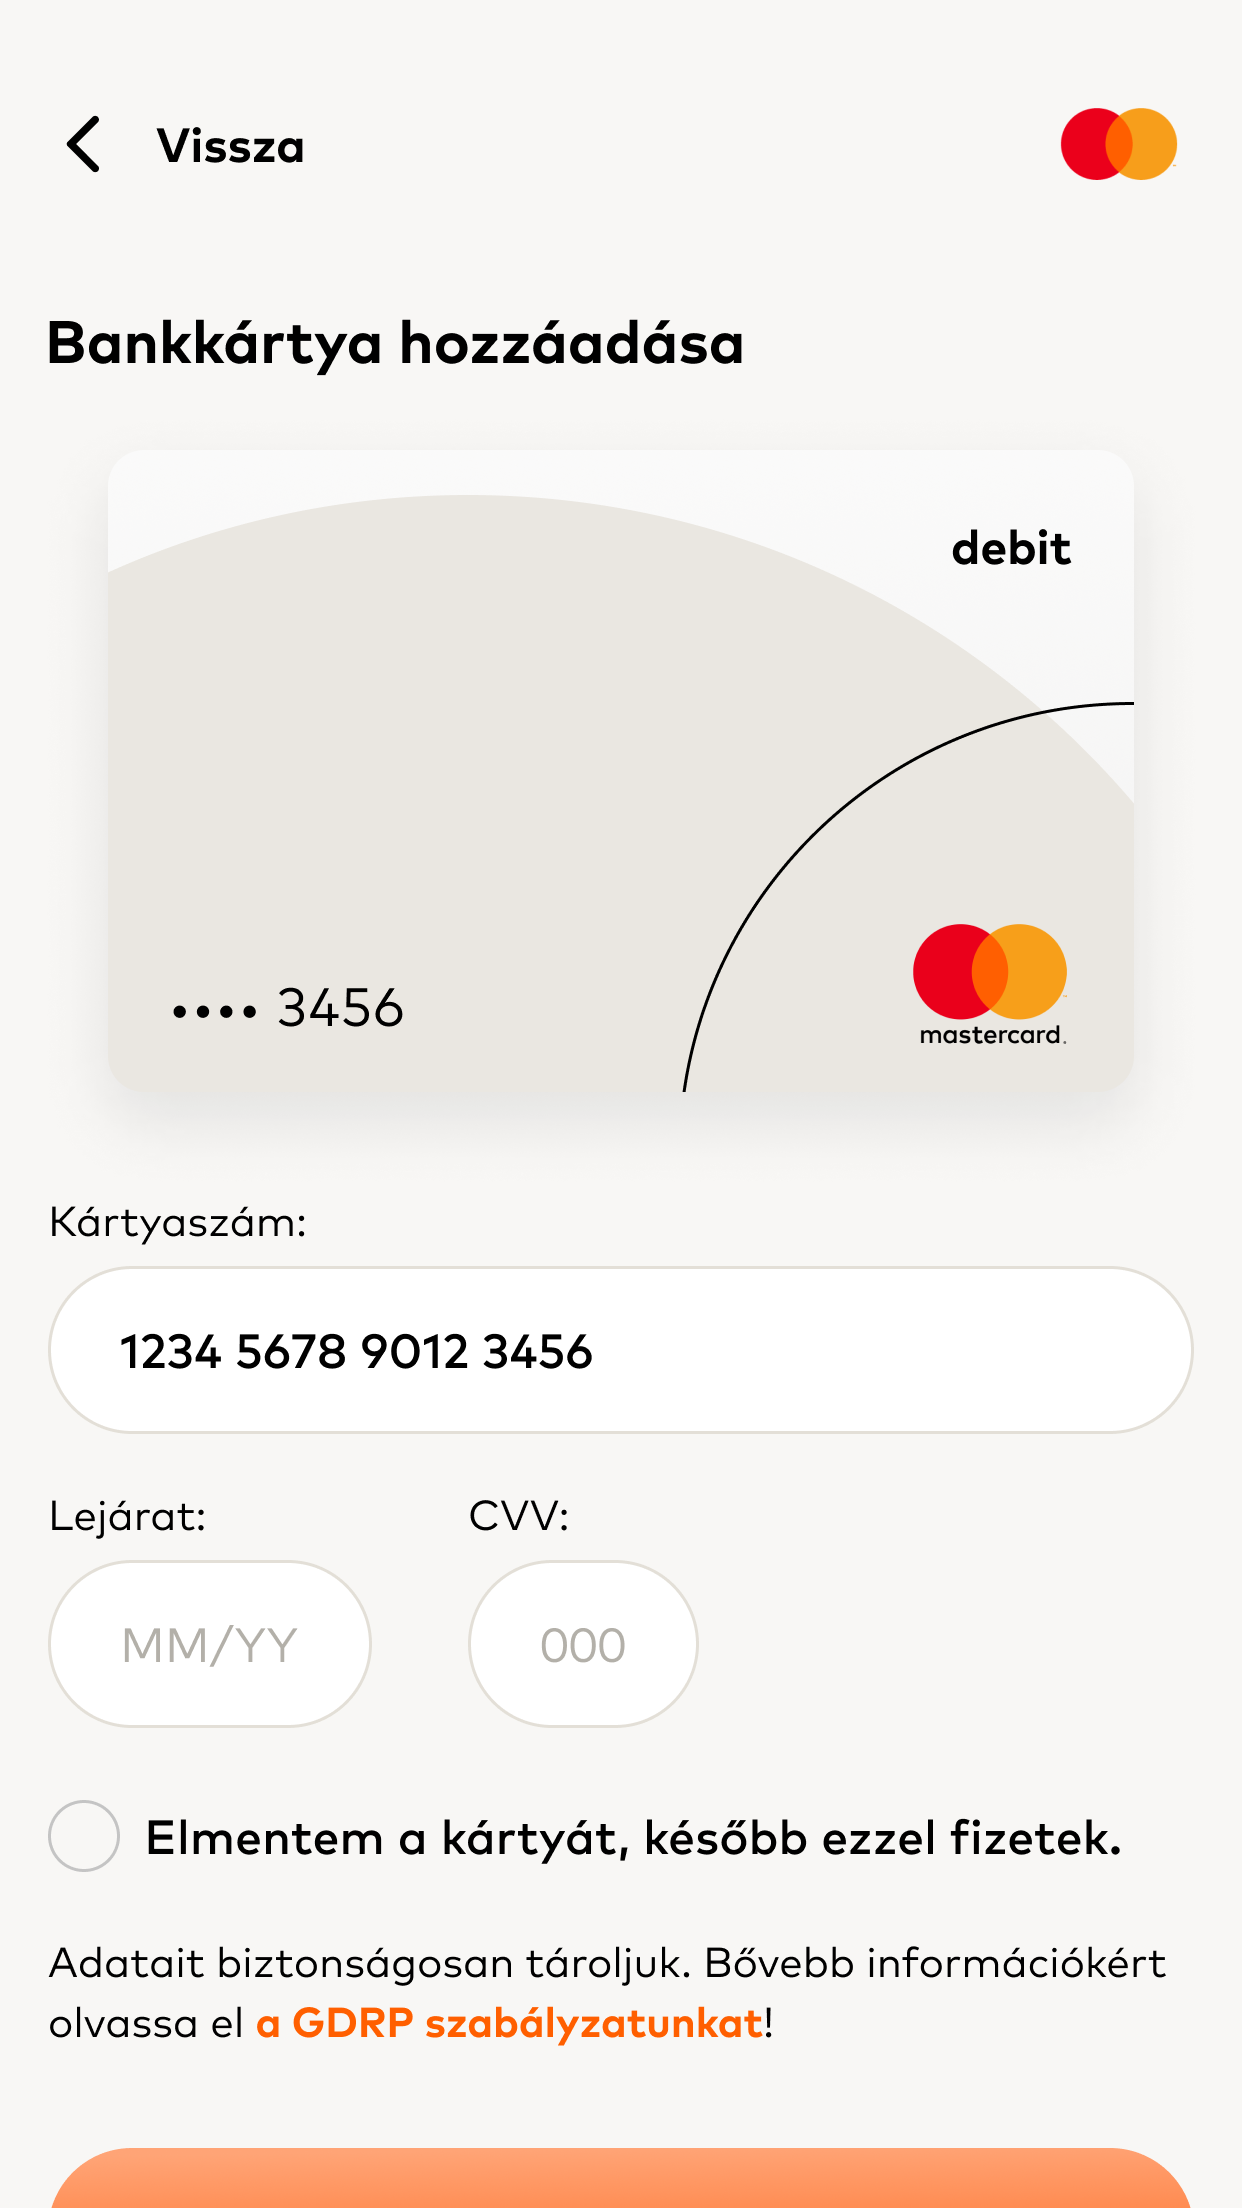 Vissza
Bankkártya hozzáadása
debit
•••• 3456
mastercard.
Kártyaszám:
1234 5678 9012 3456
Lejárat: CVV:
MM/YY 000
Elmentem a kártyát, később ezzel fizetek.
Adatait biztonságosan tároljuk. Bővebb információkért
olvassa el a GDRP szabályzatunkat!